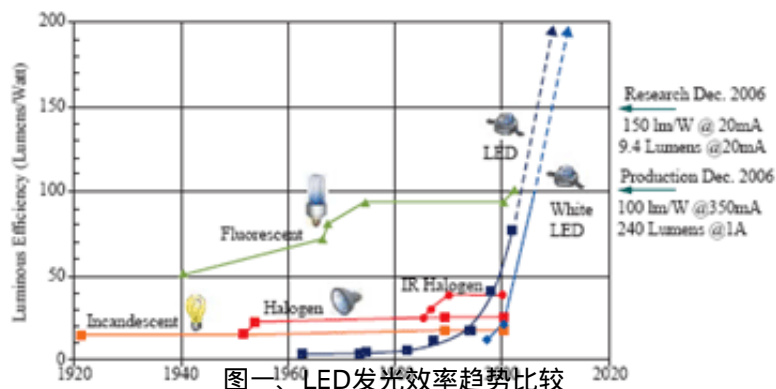 Luminous Efficiency (Lumens/Watt)
200
150
100
50
0
1920
1940
1960
2020
Incandescent
Fluorescent
Halogen
IR Halogen
LED
White
LED
Research Dec. 2006
150 lm/W @ 20mA
9.4 Lumens @20mA
Production Dec. 2006
100 lm/W @350mA
240 Lumens @1A
图一、LED发光效率趋势比较